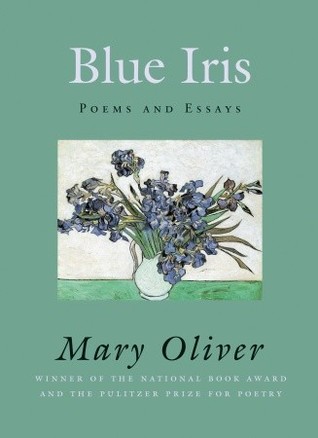 Blue Iris
POEMS AND ESSAYS
Mary Oliver
WINNER OF THE NATIONAL BOOK AWARD
AND THE PULITZER PRIZE FOR POETRY